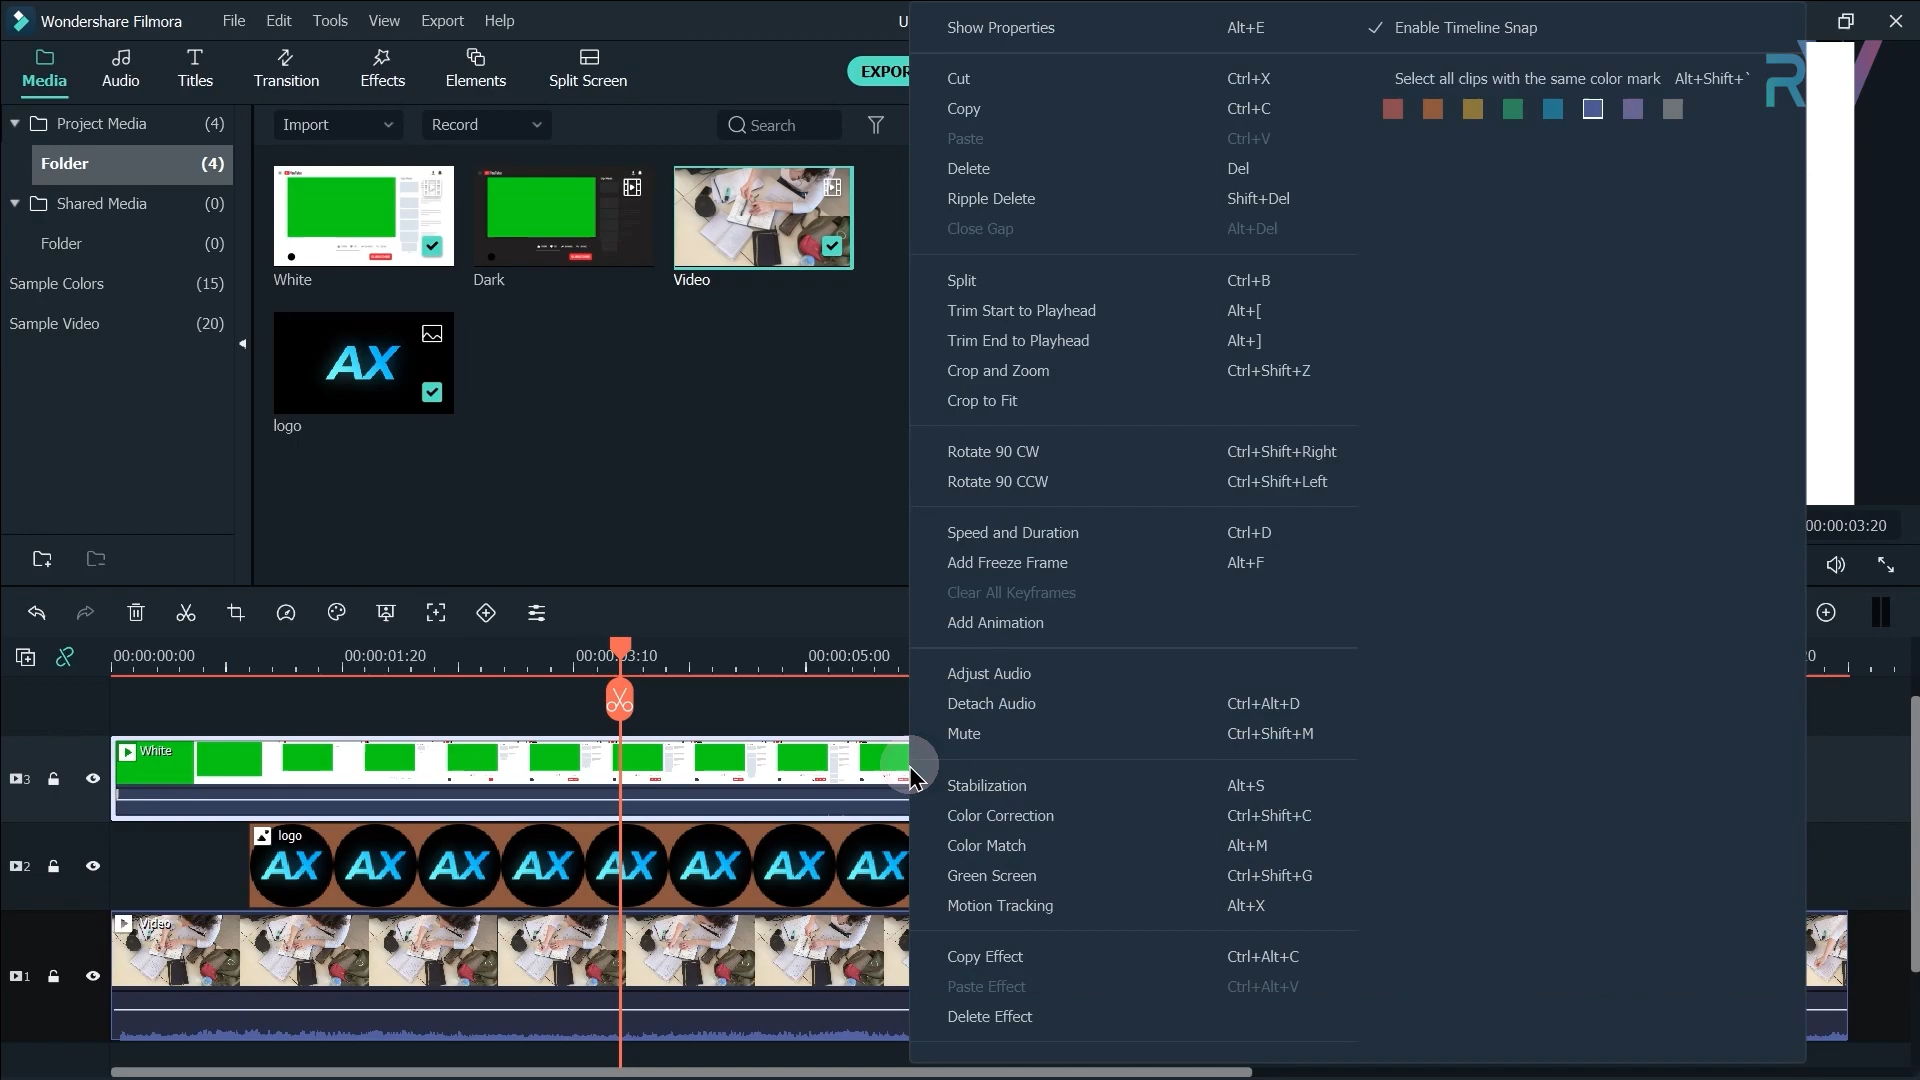 Wondershare Filmora
File Edit Tools View Export Help
U
Media Audio Titles Transition Effects Elements Split Screen
EXPOR
Project Media (4)
Folder (4)
Shared Media (0)
Folder (0)
Sample Colors (15)
Sample Video (20)
Import Record Search
White
Dark
Video
AX
logo
Show Properties Alt+E
Cut Ctrl+X
Copy Ctrl+C
Paste Ctrl+V
Delete Del
Ripple Delete Shift+Del
Close Gap Alt+Del
Split Ctrl+B
Trim Start to Playhead Alt+[
Trim End to Playhead Alt+]
Crop and Zoom Ctrl+Shift+Z
Crop to Fit
Rotate 90 CW Ctrl+Shift+Right
Rotate 90 CCW Ctrl+Shift+Left
Speed and Duration Ctrl+D
Add Freeze Frame Alt+F
Clear All Keyframes
Add Animation
Adjust Audio
Detach Audio Ctrl+Alt+D
Mute Ctrl+Shift+M
Stabilization Alt+S
Color Correction Ctrl+Shift+C
Color Match Alt+M
Green Screen Ctrl+Shift+G
Motion Tracking Alt+X
Copy Effect Ctrl+Alt+C
Paste Effect Ctrl+Alt+V
Delete Effect
Enable Timeline Snap
Select all clips with the same color mark Alt+Shift+`
RV
00:00:03:20
00:00:00:00 00:00:01:20 00:00:03:10 00:00:05:00
3
White
2
logo
AX AX AX AX AX AX AX AX
1
Video